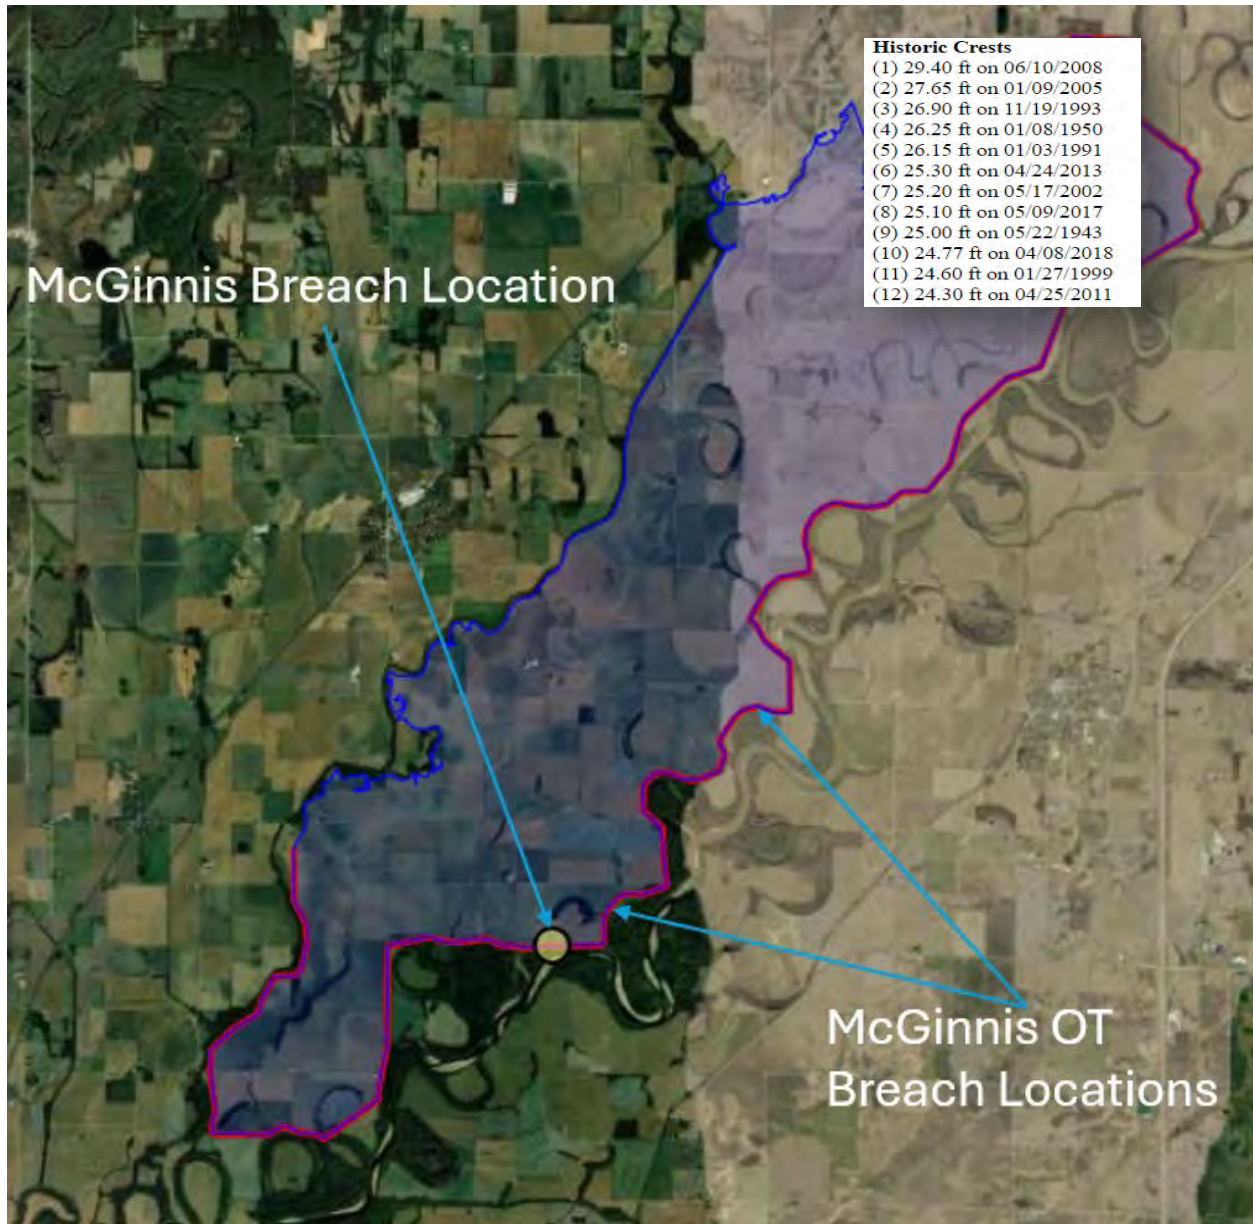 Historic Crests
(1) 29.40 ft on 06/10/2008
(2) 27.65 ft on 01/09/2005
(3) 26.90 ft on 11/19/1993
(4) 26.25 ft on 01/08/1950
(5) 26.15 ft on 01/03/1991
(6) 25.30 ft on 04/24/2013
(7) 25.20 ft on 05/17/2002
(8) 25.10 ft on 05/09/2017
(9) 25.00 ft on 05/22/1943
(10) 24.77 ft on 04/08/2018
(11) 24.60 ft on 01/27/1999
(12) 24.30 ft on 04/25/2011
McGinnis Breach Location
McGinnis OT
Breach Locations